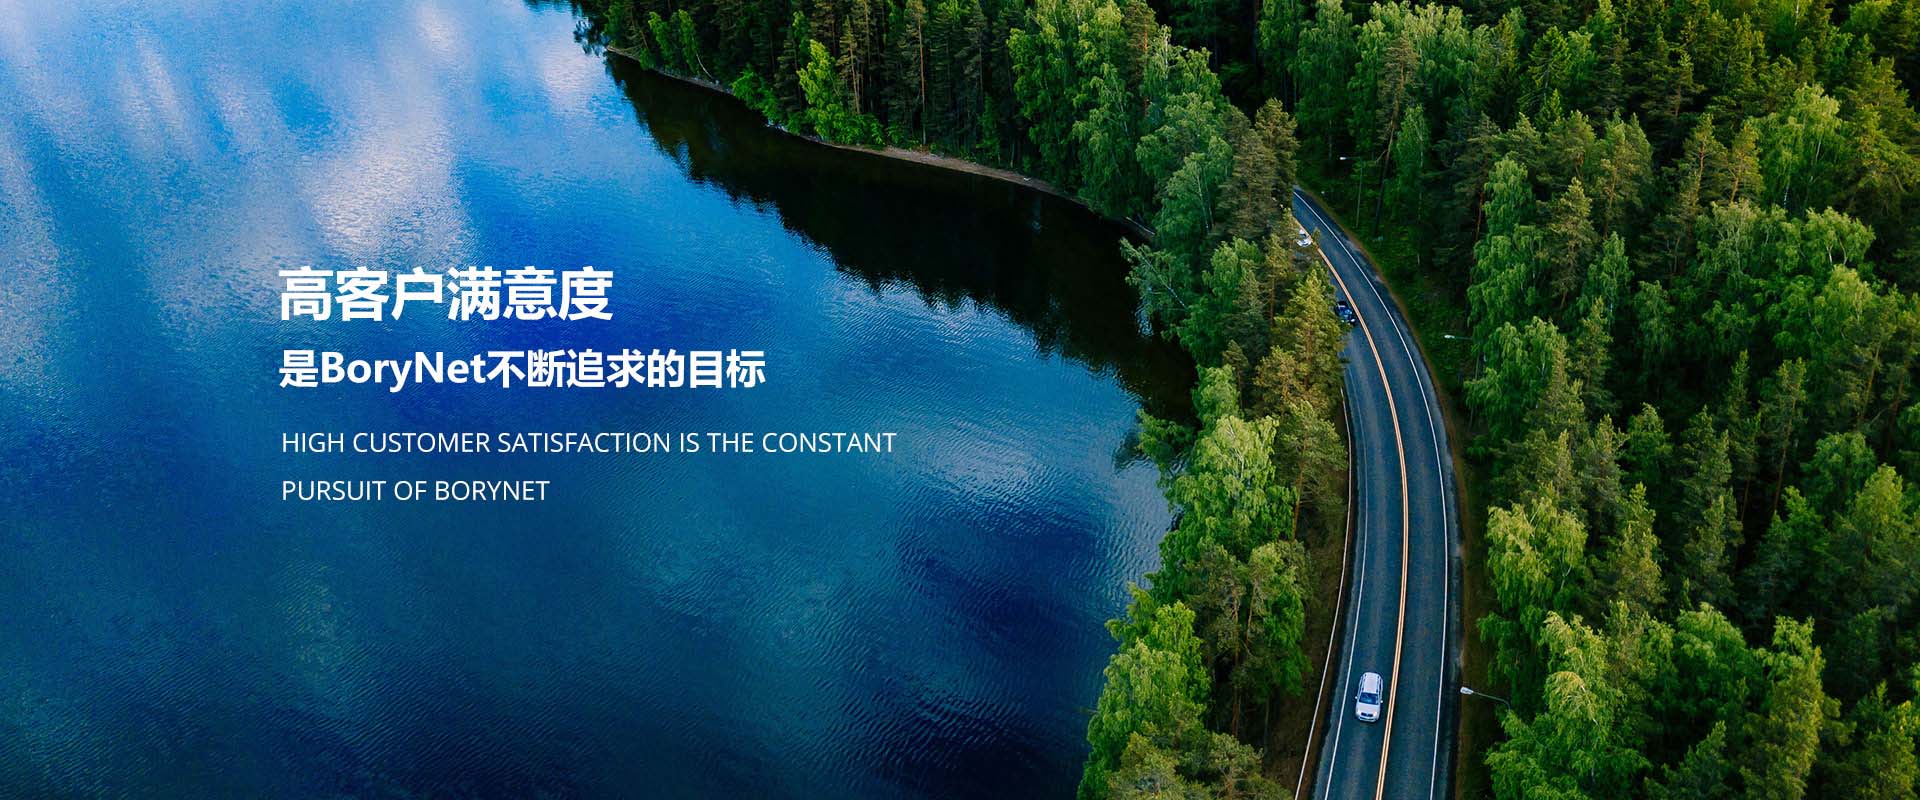 高客户满意度
是BoryNet不断追求的目标
HIGH CUSTOMER SATISFACTION IS THE CONSTANT
PURSUIT OF BORYNET